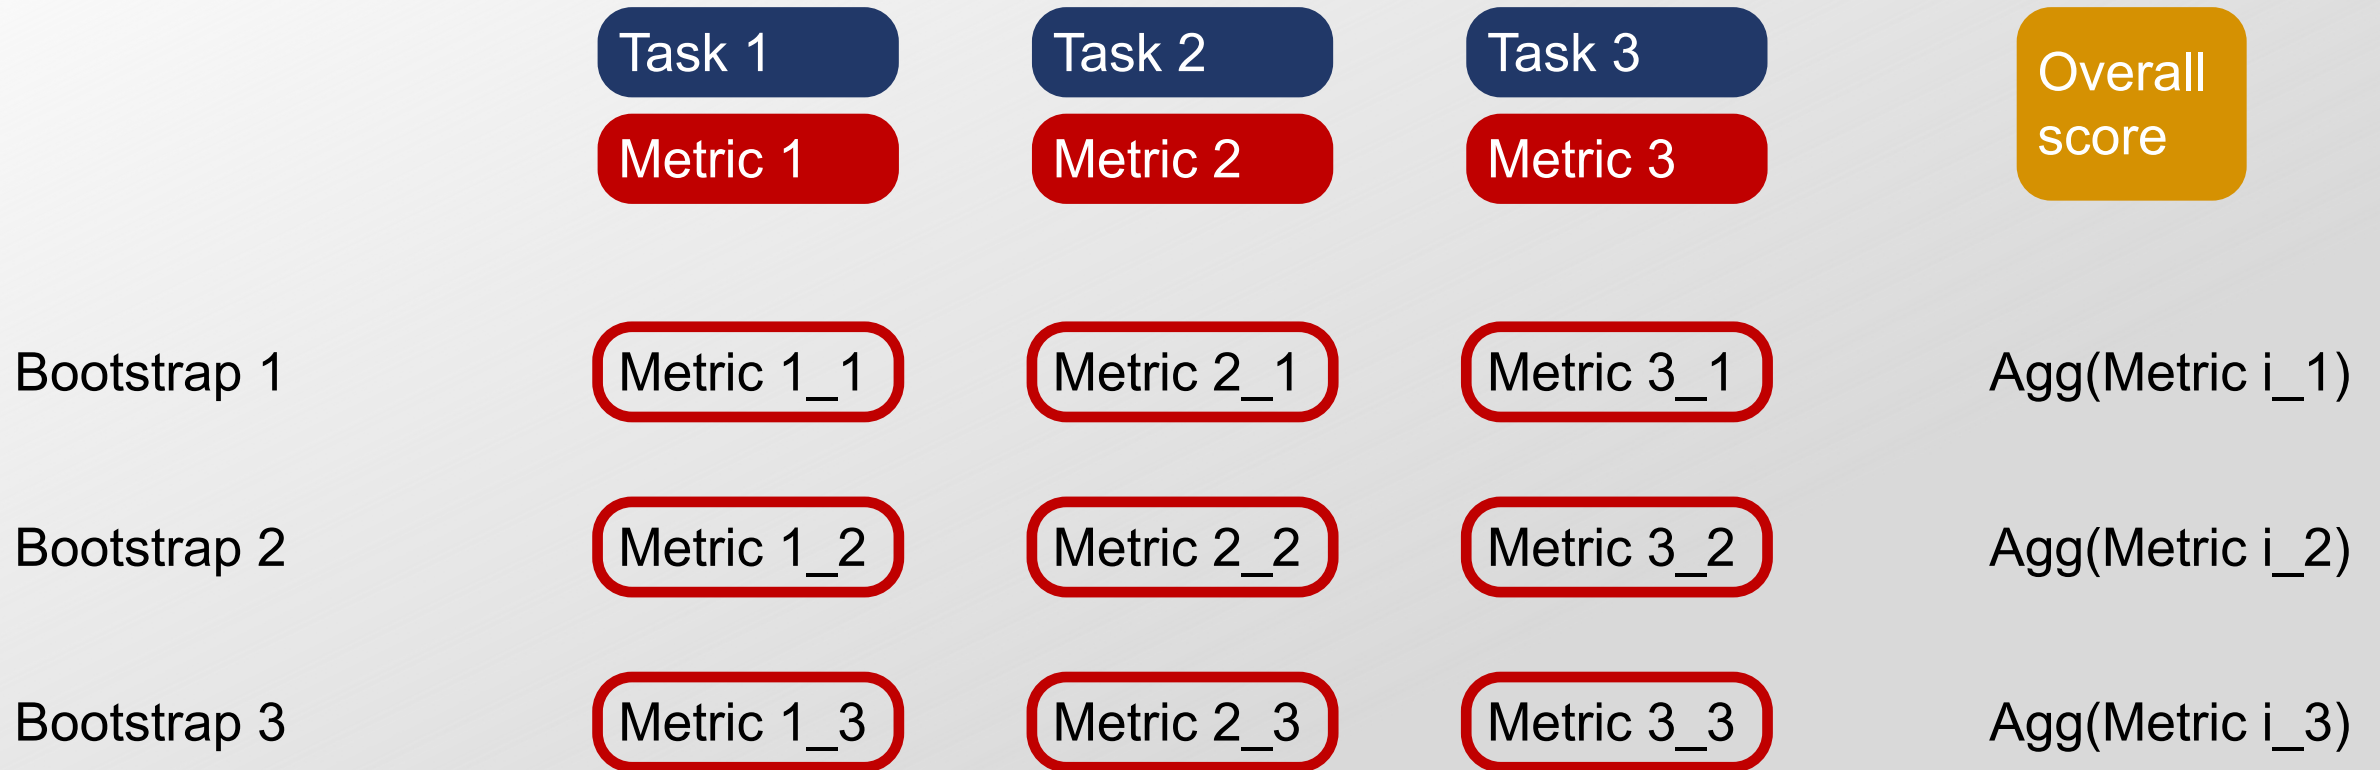 Task 1
Task 2
Task 3
Overall
score
Metric 1
Metric 2
Metric 3
Bootstrap 1
Metric 1_1
Metric 2_1
Metric 3_1
Agg(Metric i_1)
Bootstrap 2
Metric 1_2
Metric 2_2
Metric 3_2
Agg(Metric i_2)
Bootstrap 3
Metric 1_3
Metric 2_3
Metric 3_3
Agg(Metric i_3)